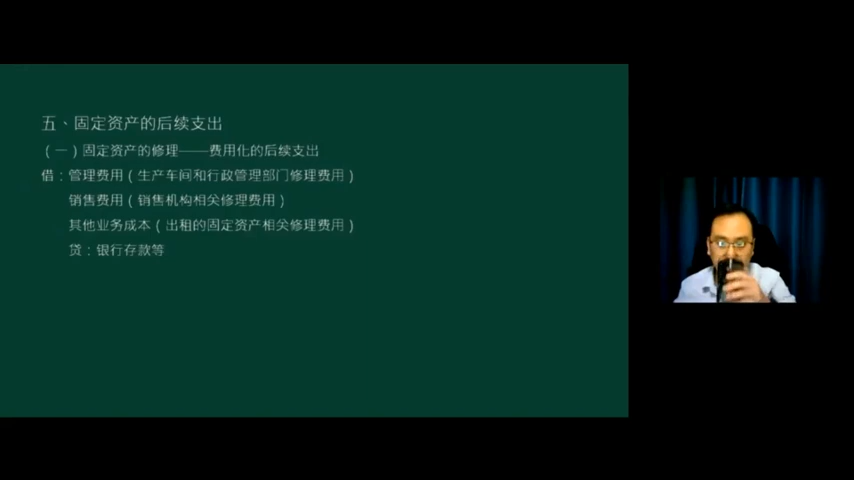 五、固定资产的后续支出
（一）固定资产的修理——费用化的后续支出
借：管理费用（生产车间和行政管理部门修理费用）
销售费用（销售机构相关修理费用）
其他业务成本（出租的固定资产相关修理费用）
贷：银行存款等